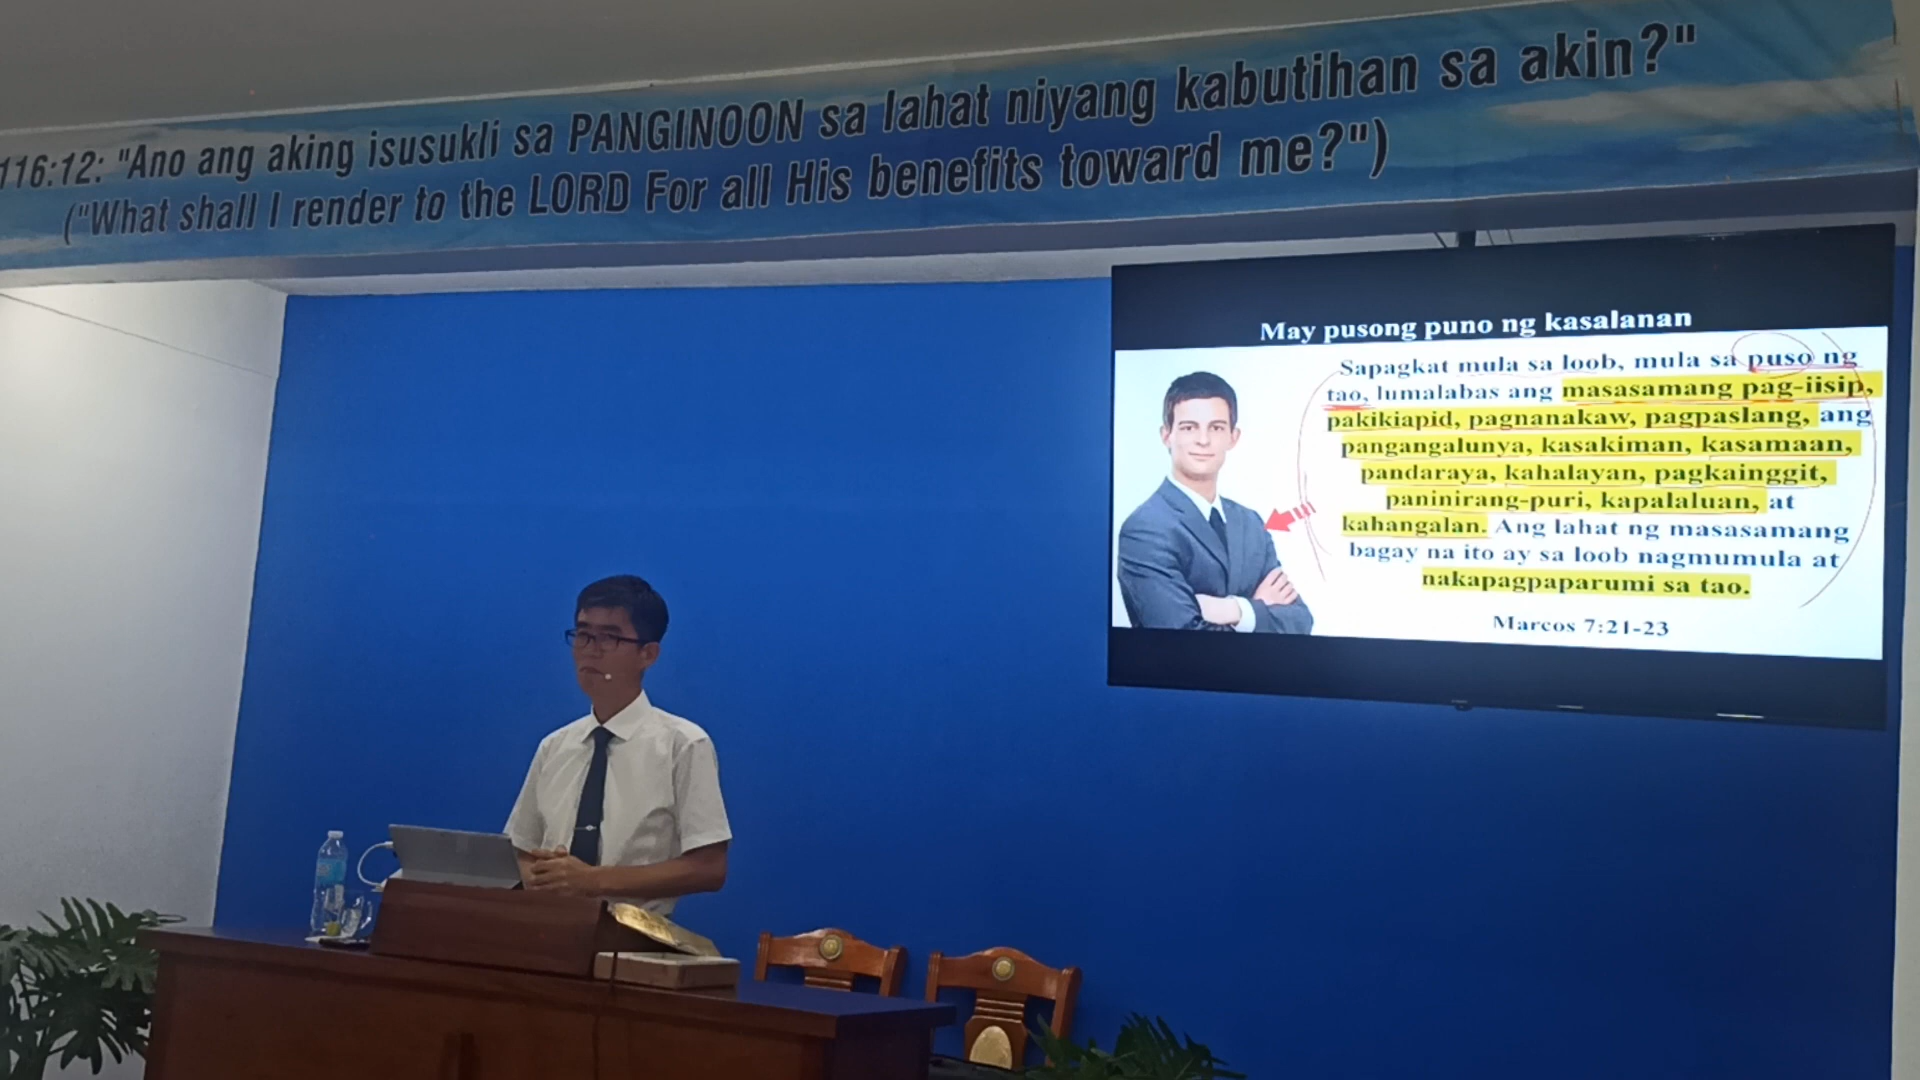 116:12: "Ano ang aking isusukli sa PANGINOON sa lahat niyang kabutihan sa akin?"
("What shall I render to the LORD For all His benefits toward me?")
May pusong puno ng kasalanan
Sapagkat mula sa loob, mula sa puso ng
tao, lumalabas ang masasamang pag-iisip,
pakikiapid, pagnanakaw, pagpaslang, ang
pangangalunya, kasakiman, kasamaan,
pandaraya, kahalayan, pagkainggit,
paninirang-puri, kapalaluan, at
kahangalan. Ang lahat ng masasamang
bagay na ito ay sa loob nagmumula at
nakapagpaparumi sa tao.
Marcos 7:21-23